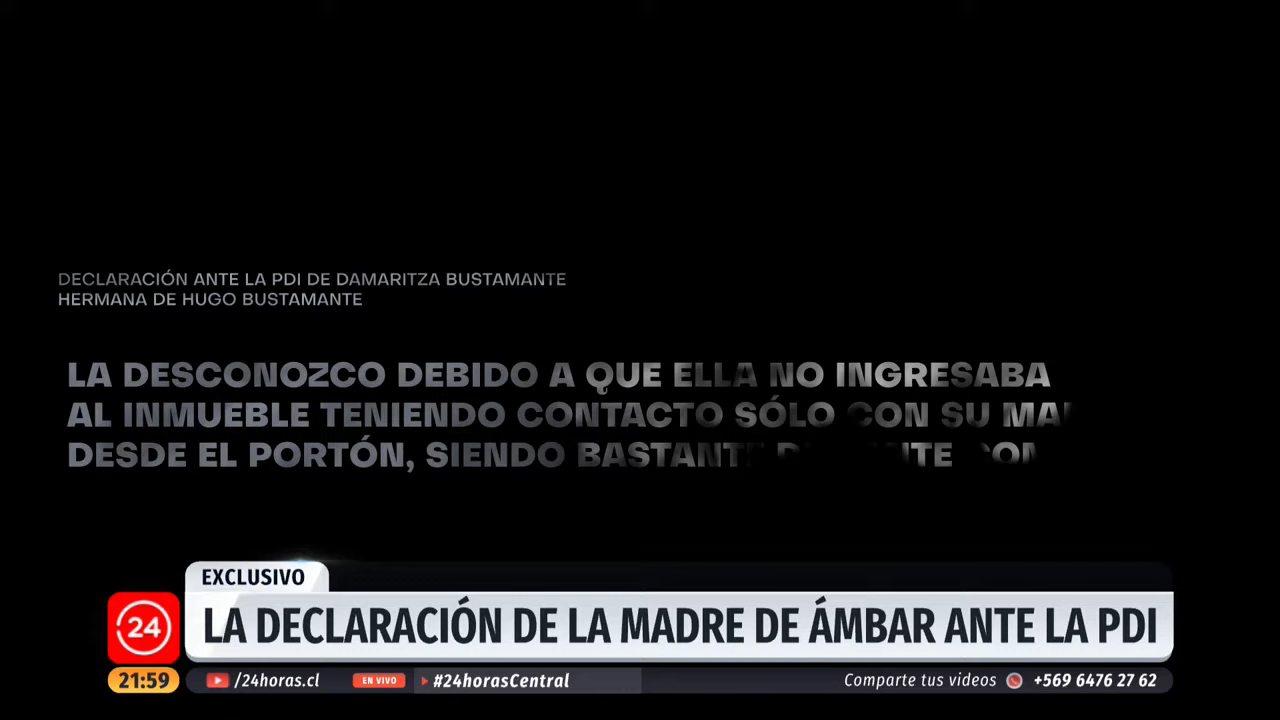 DECLARACIÓN ANTE LA PDI DE DAMARITZA BUSTAMANTE
HERMANA DE HUGO BUSTAMANTE
LA DESCONOZCO DEBIDO A QUE ELLA NO INGRESABA
AL INMUEBLE TENIENDO CONTACTO SÓLO CON SU
DESDE EL PORTÓN, SIENDO BASTANTE
EXCLUSIVO
24
LA DECLARACIÓN DE LA MADRE DE ÁMBAR ANTE LA PDI
21:59 /24horas.cl EN VIVO #24horasCentral Comparte tus videos +569 6476 27 62